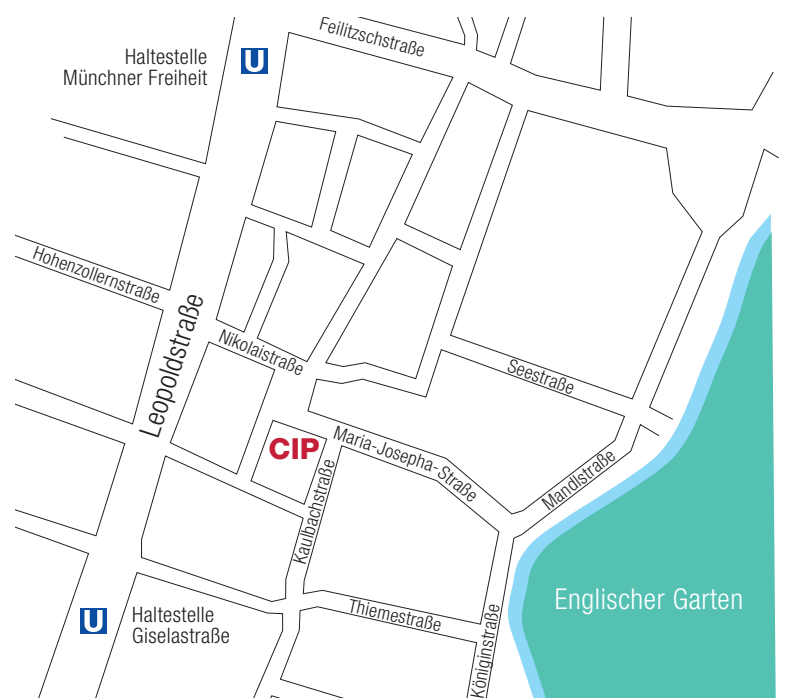 Feilitzschstraße
Haltestelle
Münchner Freiheit
U
Hohenzollernstraße
Leopoldstraße
Nikolaistraße
Seestraße
CIP
Maria-Josepha-Straße
Mandlstraße
Kaulbachstraße
Englischer Garten
Thiemestraße
Königinstraße
U
Haltestelle
Giselastraße